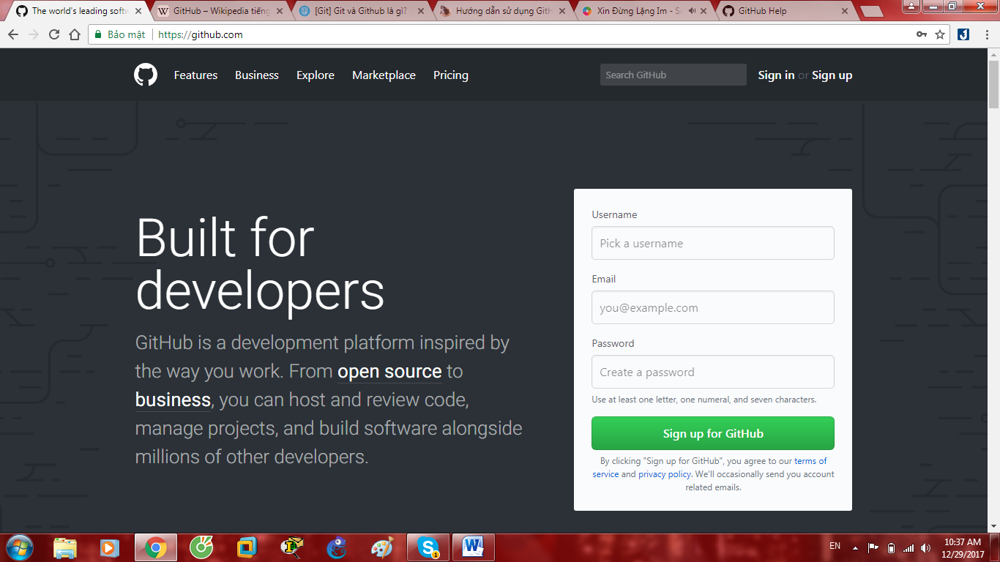 The world's leading softw
GitHub – Wikipedia tiếng
[Git] Git và Github là gì? T
Hướng dẫn sử dụng GitH
Xin Đừng Lặng Im - So
GitHub Help
Bảo mật
https://github.com
Features
Business
Explore
Marketplace
Pricing
Search GitHub
Sign in or Sign up
Built for
developers
GitHub is a development platform inspired by
the way you work. From open source to
business, you can host and review code,
manage projects, and build software alongside
millions of other developers.
Username
Pick a username
Email
you@example.com
Password
Create a password
Use at least one letter, one numeral, and seven characters.
Sign up for GitHub
By clicking "Sign up for GitHub", you agree to our terms of
service and privacy policy. We'll occasionally send you account
related emails.
EN
10:37 AM
12/29/2017